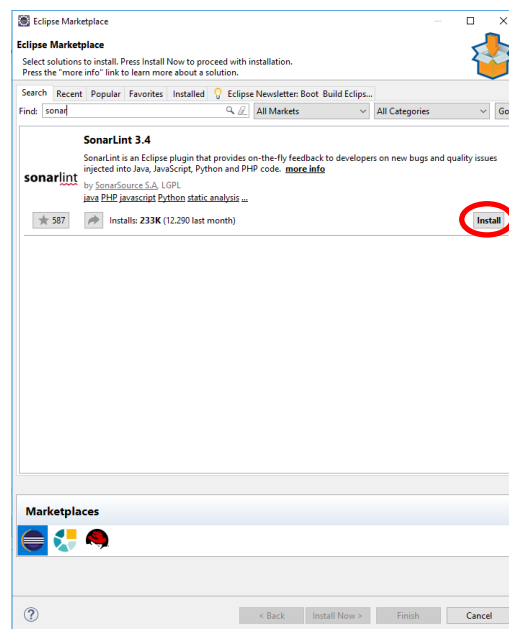 Eclipse Marketplace
Eclipse Marketplace
Select solutions to install. Press Install Now to proceed with installation.
Press the "more info" link to learn more about a solution.
Search Recent Popular Favorites Installed Eclipse Newsletter: Boot Build Eclips...
Find: sonar All Markets All Categories Go
SonarLint 3.4
SonarLint is an Eclipse plugin that provides on-the-fly feedback to developers on new bugs and quality issues
injected into Java, JavaScript, Python and PHP code. more info
sonarlint
by SonarSource S.A, LGPL
java PHP javascript Python static analysis ...
587 Installs: 233K (12.290 last month) Install
Marketplaces
? < Back Install Now > Finish Cancel